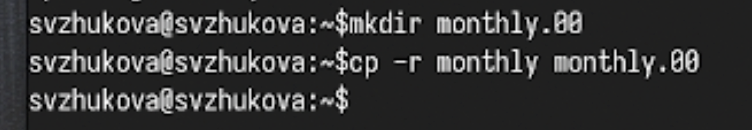 svzhukova@svzhukova:~$mkdir monthly.00
svzhukova@svzhukova:~$cp -r monthly monthly.00
svzhukova@svzhukova:~$